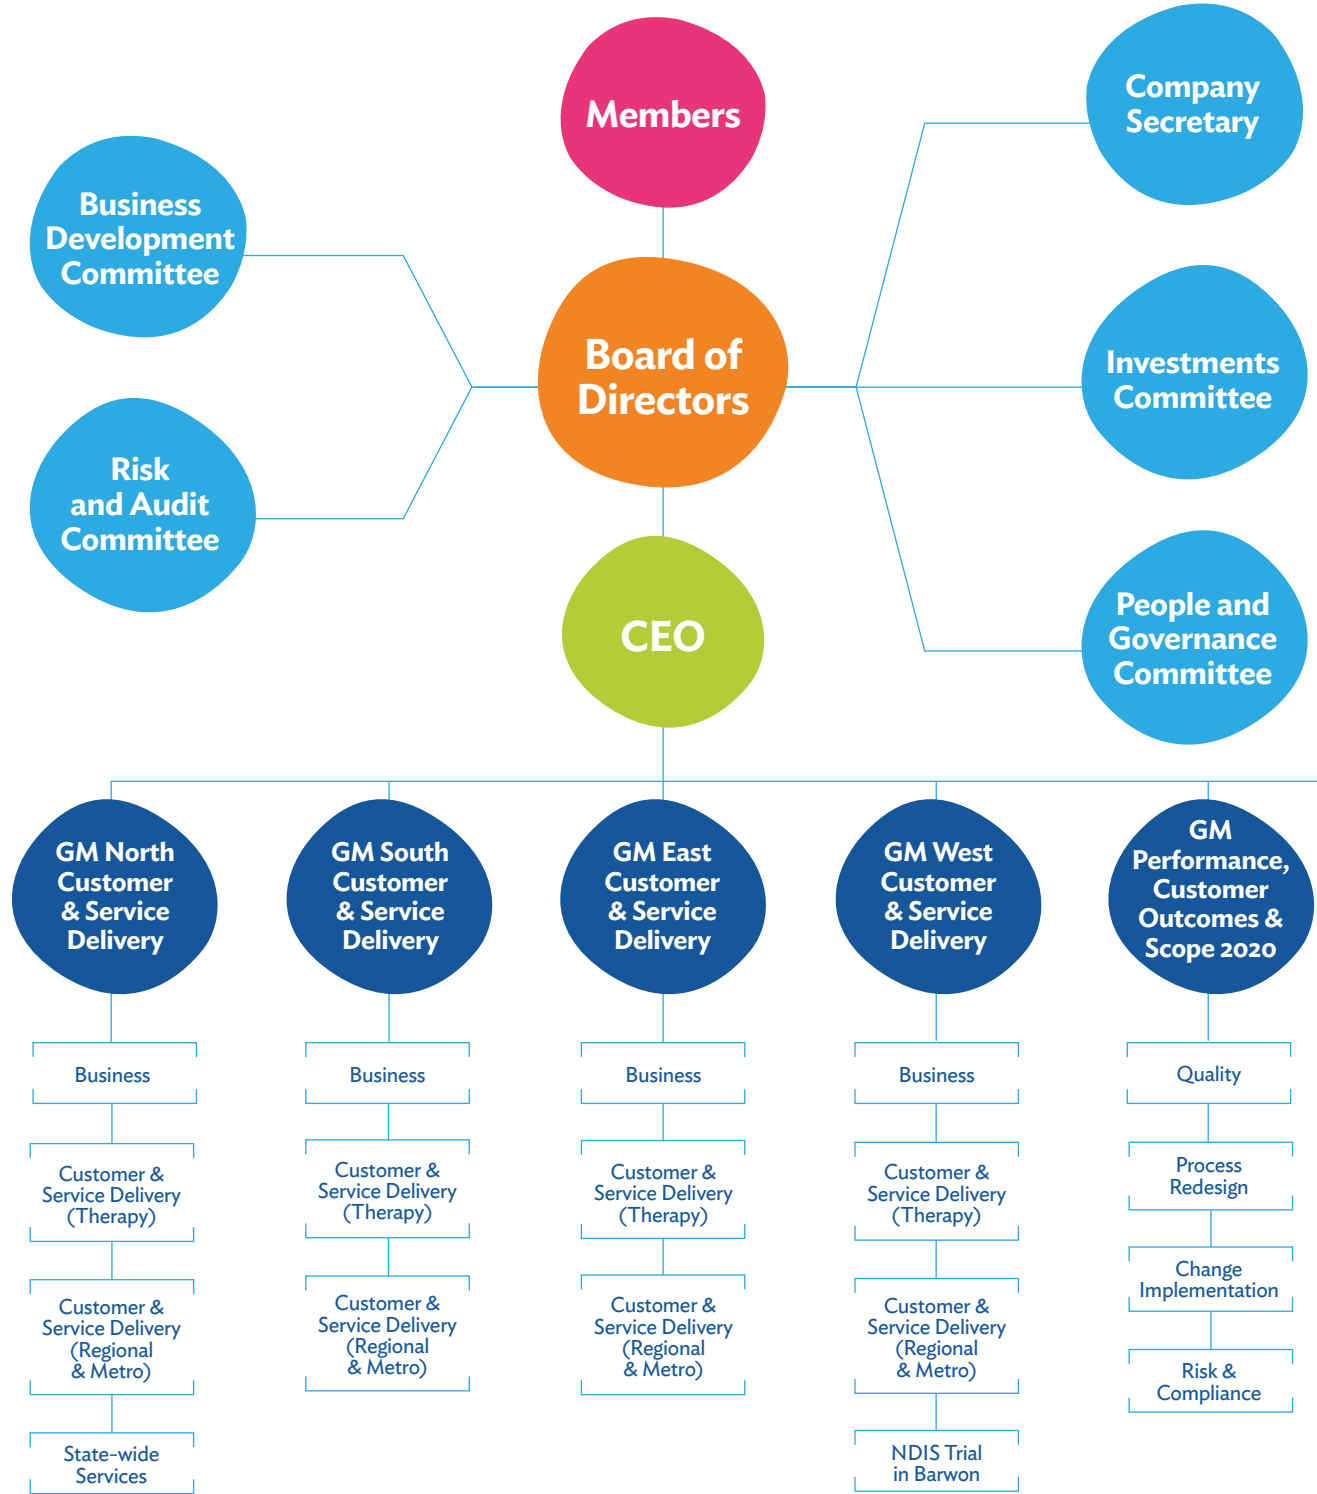 Members
Company
Secretary
Business
Development
Committee
Board of
Directors
Investments
Committee
Risk
and Audit
Committee
CEO
People and
Governance
Committee
GM North
Customer
& Service
Delivery
GM South
Customer
& Service
Delivery
GM East
Customer
& Service
Delivery
GM West
Customer
& Service
Delivery
GM
Performance,
Customer
Outcomes &
Scope 2020
Business
Customer &
Service Delivery
(Therapy)
Customer &
Service Delivery
(Regional
& Metro)
State-wide
Services
Business
Customer &
Service Delivery
(Therapy)
Customer &
Service Delivery
(Regional
& Metro)
Business
Customer &
Service Delivery
(Therapy)
Customer &
Service Delivery
(Regional
& Metro)
Business
Customer &
Service Delivery
(Therapy)
Customer &
Service Delivery
(Regional
& Metro)
NDIS Trial
in Barwon
Quality
Process
Redesign
Change
Implementation
Risk &
Compliance